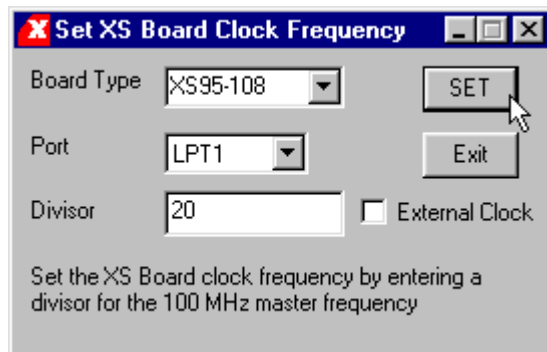 X Set XS Board Clock Frequency
Board Type XS95-108 SET
Port LPT1 Exit
Divisor 20 External Clock
Set the XS Board clock frequency by entering a
divisor for the 100 MHz master frequency